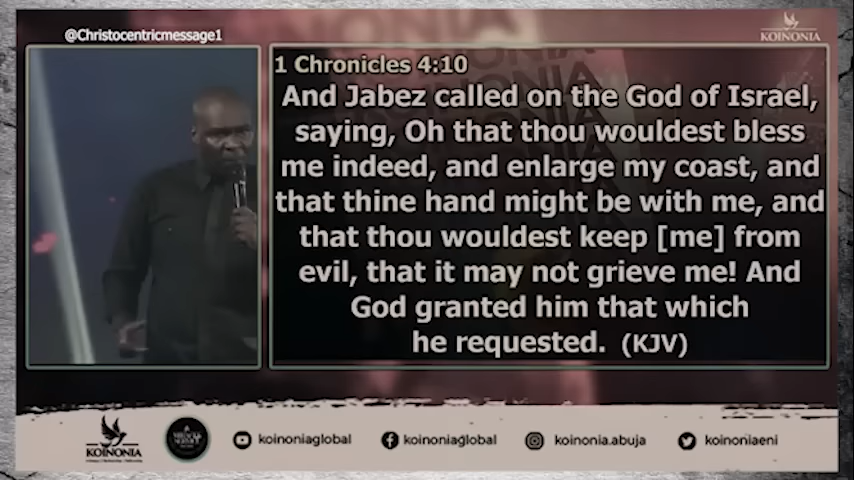 @Christocentricmessage1
KOINONIA
1 Chronicles 4:10
And Jabez called on the God of Israel,
saying, Oh that thou wouldest bless
me indeed, and enlarge my coast, and
that thine hand might be with me, and
that thou wouldest keep [me] from
evil, that it may not grieve me! And
God granted him that which
he requested. (KJV)
KOINONIA
koinoniaglobal
koinoniaglobal
koinonia.abuja
koinoniaeni